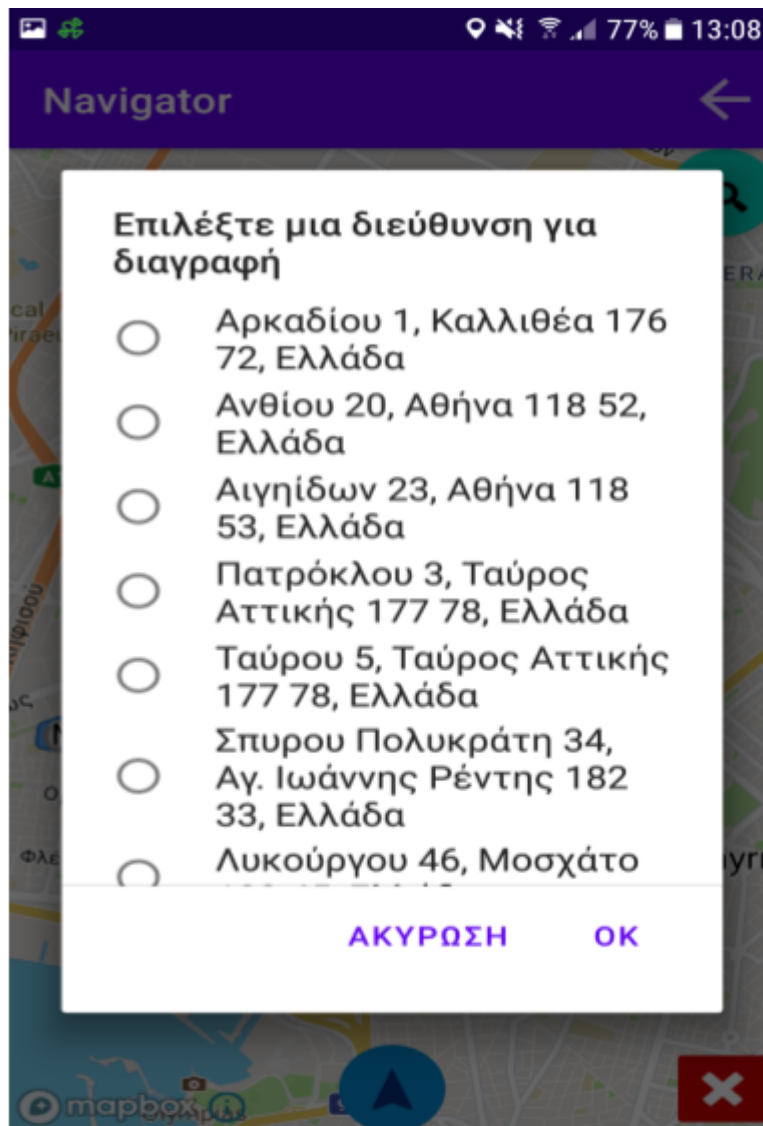 77% 13:08
Navigator
Επιλέξτε μια διεύθυνση για
διαγραφή
Αρκαδίου 1, Καλλιθέα 176
72, Ελλάδα
Ανθίου 20, Αθήνα 118 52,
Ελλάδα
Αιγηίδων 23, Αθήνα 118
53, Ελλάδα
Πατρόκλου 3, Ταύρος
Αττικής 177 78, Ελλάδα
Ταύρου 5, Ταύρος Αττικής
177 78, Ελλάδα
Σπυρου Πολυκράτη 34,
Αγ. Ιωάννης Ρέντης 182
33, Ελλάδα
Λυκούργου 46, Μοσχάτο
ΑΚΥΡΩΣΗ OK
mapbox